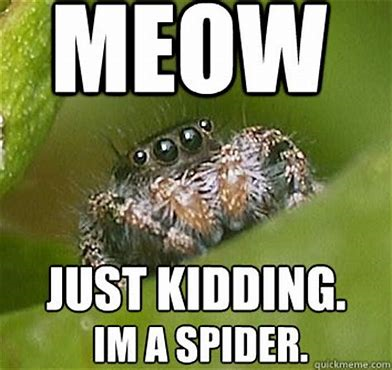 MEOW
JUST KIDDING.
IM A SPIDER.
quickmeme.com